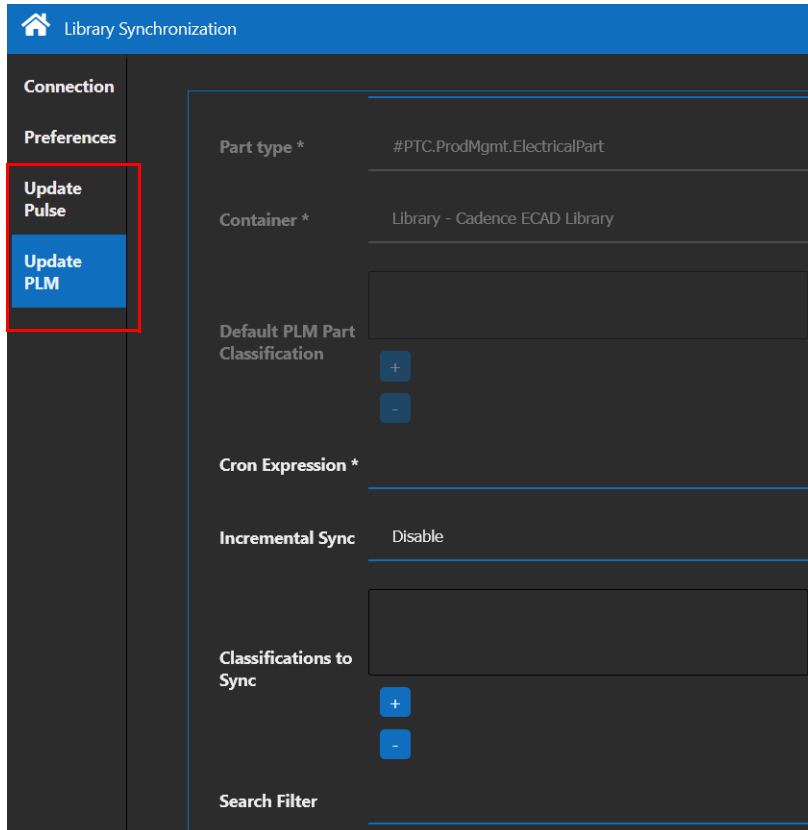 Library Synchronization
Connection
Preferences
Update
Pulse
Update
PLM
Part type *
#PTC.ProdMgmt.ElectricalPart
Container *
Library - Cadence ECAD Library
Default PLM Part
Classification
+
-
Cron Expression *
Incremental Sync
Disable
Classifications to
Sync
+
-
Search Filter